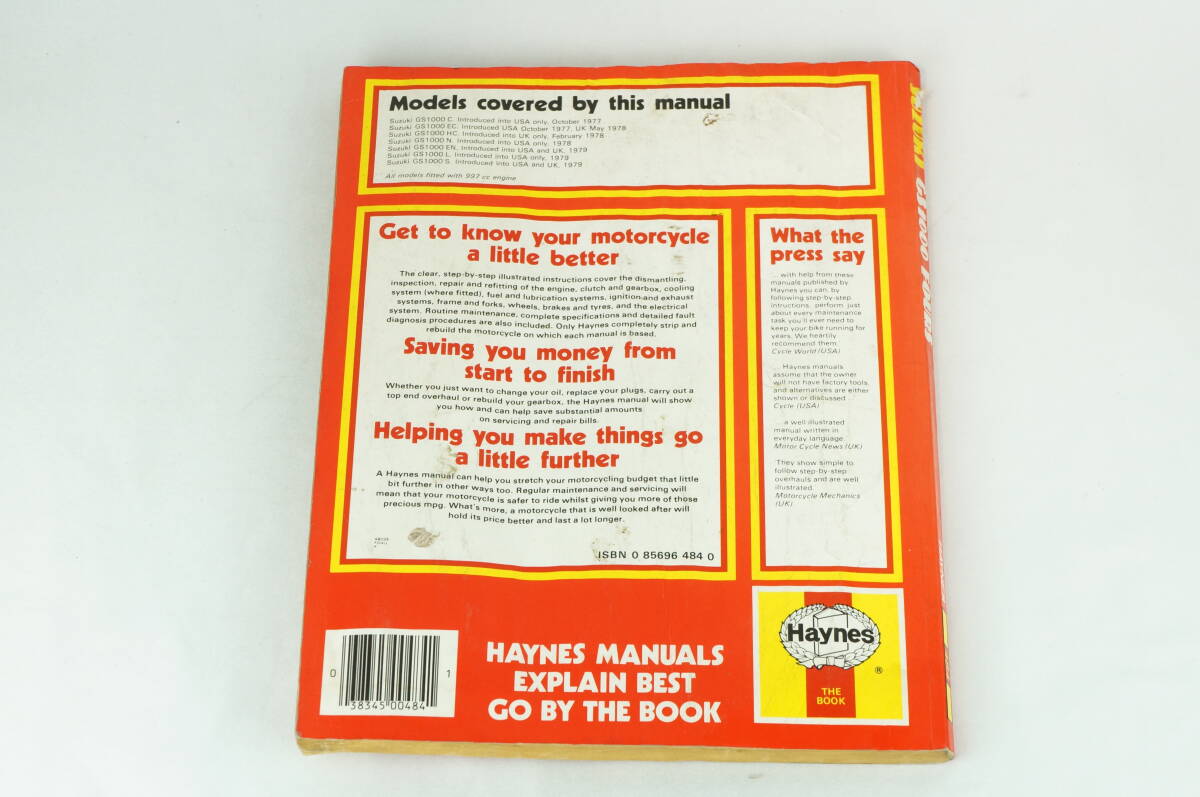 Models covered by this manual
Suzuki GS1000 C. Introduced into USA only, October 1977
Suzuki GS1000 EC. Introduced USA October 1977, UK May 1978
Suzuki GS1000 HC. Introduced into UK only, February 1978
Suzuki GS1000 N. Introduced into USA only, 1978
Suzuki GS1000 EN. Introduced into USA and UK, 1979
Suzuki GS1000 L. Introduced into USA only, 1979
Suzuki GS1000 S. Introduced into USA and UK, 1979
All models fitted with 997 cc engine
Get to know your motorcycle
a little better
The clear, step-by-step illustrated instructions cover the dismantling,
inspection, repair and refitting of the engine, clutch and gearbox, cooling
system (where fitted), fuel and lubrication systems, ignition and exhaust
systems, frame and forks, wheels, brakes and tyres, and the electrical
system. Routine maintenance, complete specifications and detailed fault
diagnosis procedures are also included. Only Haynes completely strip and
rebuild the motorcycle on which each manual is based.
Saving you money from
start to finish
Whether you just want to change your oil, replace your plugs, carry out a
top end overhaul or rebuild your gearbox, the Haynes manual will show
you how and can help save substantial amounts
on servicing and repair bills.
Helping you make things go
a little further
A Haynes manual can help you stretch your motorcycling budget that little
bit further in other ways too. Regular maintenance and servicing will
mean that your motorcycle is safer to ride whilst giving you more of those
precious mpg. What's more, a motorcycle that is well looked after will
hold its price better and last a lot longer.
ISBN 0 85696 484 0
What the
press say
... with help from these
manuals published by
Haynes you can, by
following step-by-step
intructions, perform just
about every maintenance
task you'll ever need to
keep your bike running for
years. We heartily
recommend them
Cycle World (USA)
... Haynes manuals
assume that the owner
will not have factory tools,
and alternatives are either
shown or discussed
Cycle (USA)
... a well illustrated
manual written in
everyday language.
Motor Cycle News (UK)
They show simple to
follow step-by-step
overhauls and are well
illustrated.
Motorcycle Mechanics
(UK)
0
38345 00484
1
HAYNES MANUALS
EXPLAIN BEST
GO BY THE BOOK
Haynes
®
THE
BOOK
GS1000 FOURS